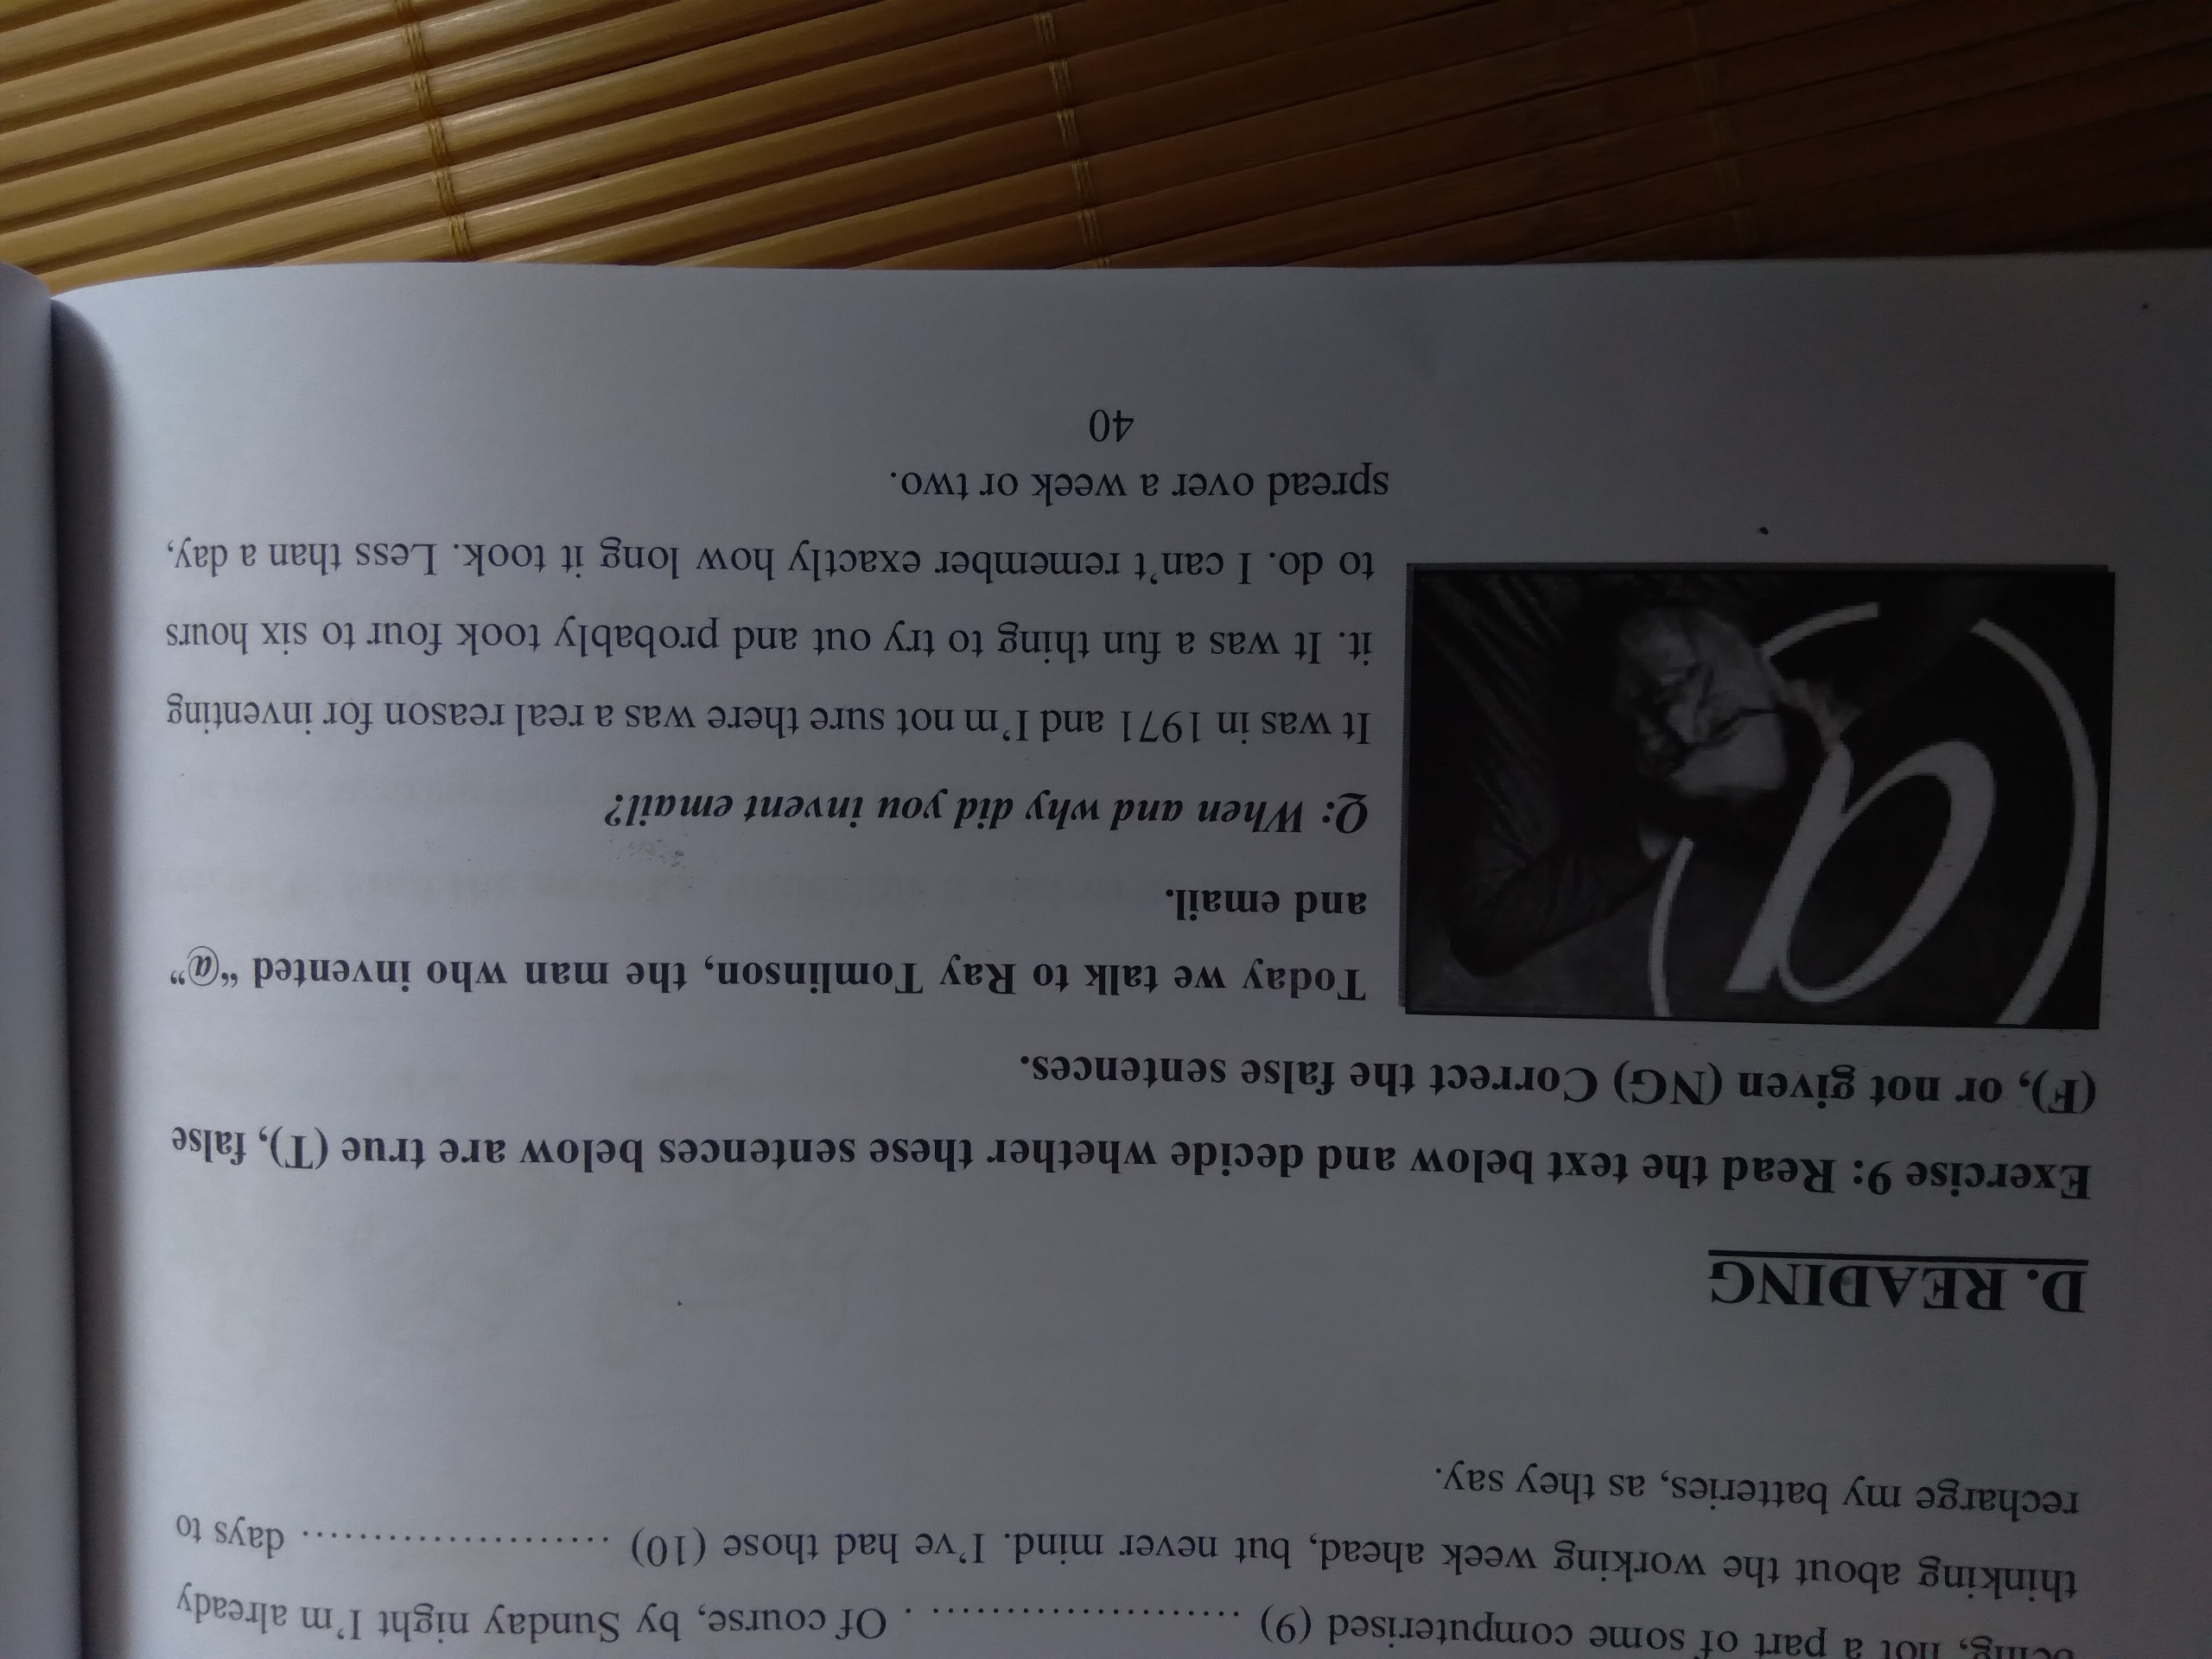 being, not a part of some computerised (9) ..................... . Of course, by Sunday night I'm already
thinking about the working week ahead, but never mind. I've had those (10) ..................... days to
recharge my batteries, as they say.
D. READING
Exercise 9: Read the text below and decide whether these sentences below are true (T), false
(F), or not given (NG) Correct the false sentences.
a
Today we talk to Ray Tomlinson, the man who invented “@”
and email.
Q: When and why did you invent email?
It was in 1971 and I'm not sure there was a real reason for inventing
it. It was a fun thing to try out and probably took four to six hours
to do. I can't remember exactly how long it took. Less than a day,
spread over a week or two.
40